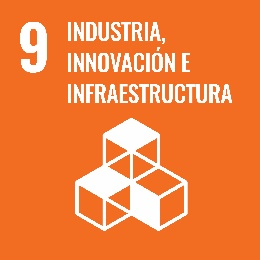 9 INDUSTRIA,
INNOVACIÓN E
INFRAESTRUCTURA